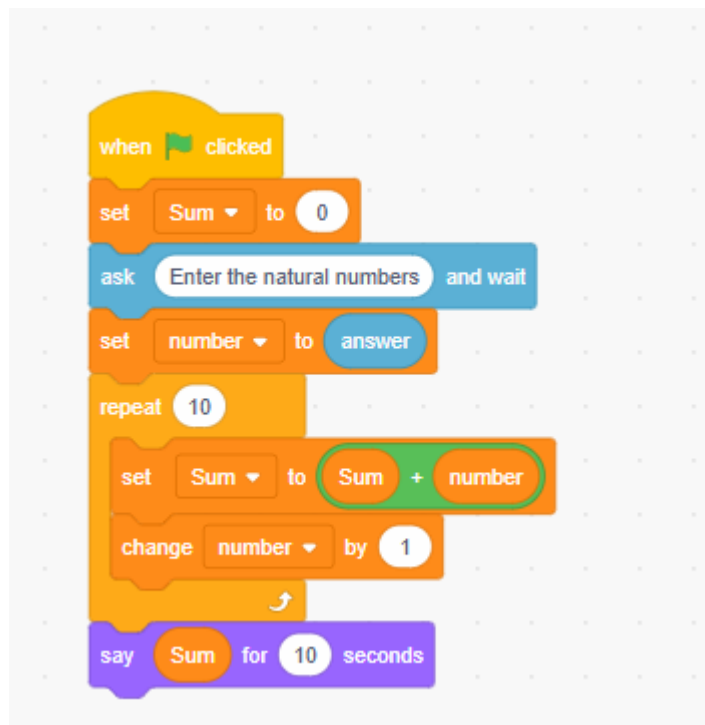 when clicked
set Sum to 0
ask Enter the natural numbers and wait
set number to answer
repeat 10
set Sum to Sum + number
change number by 1
say Sum for 10 seconds